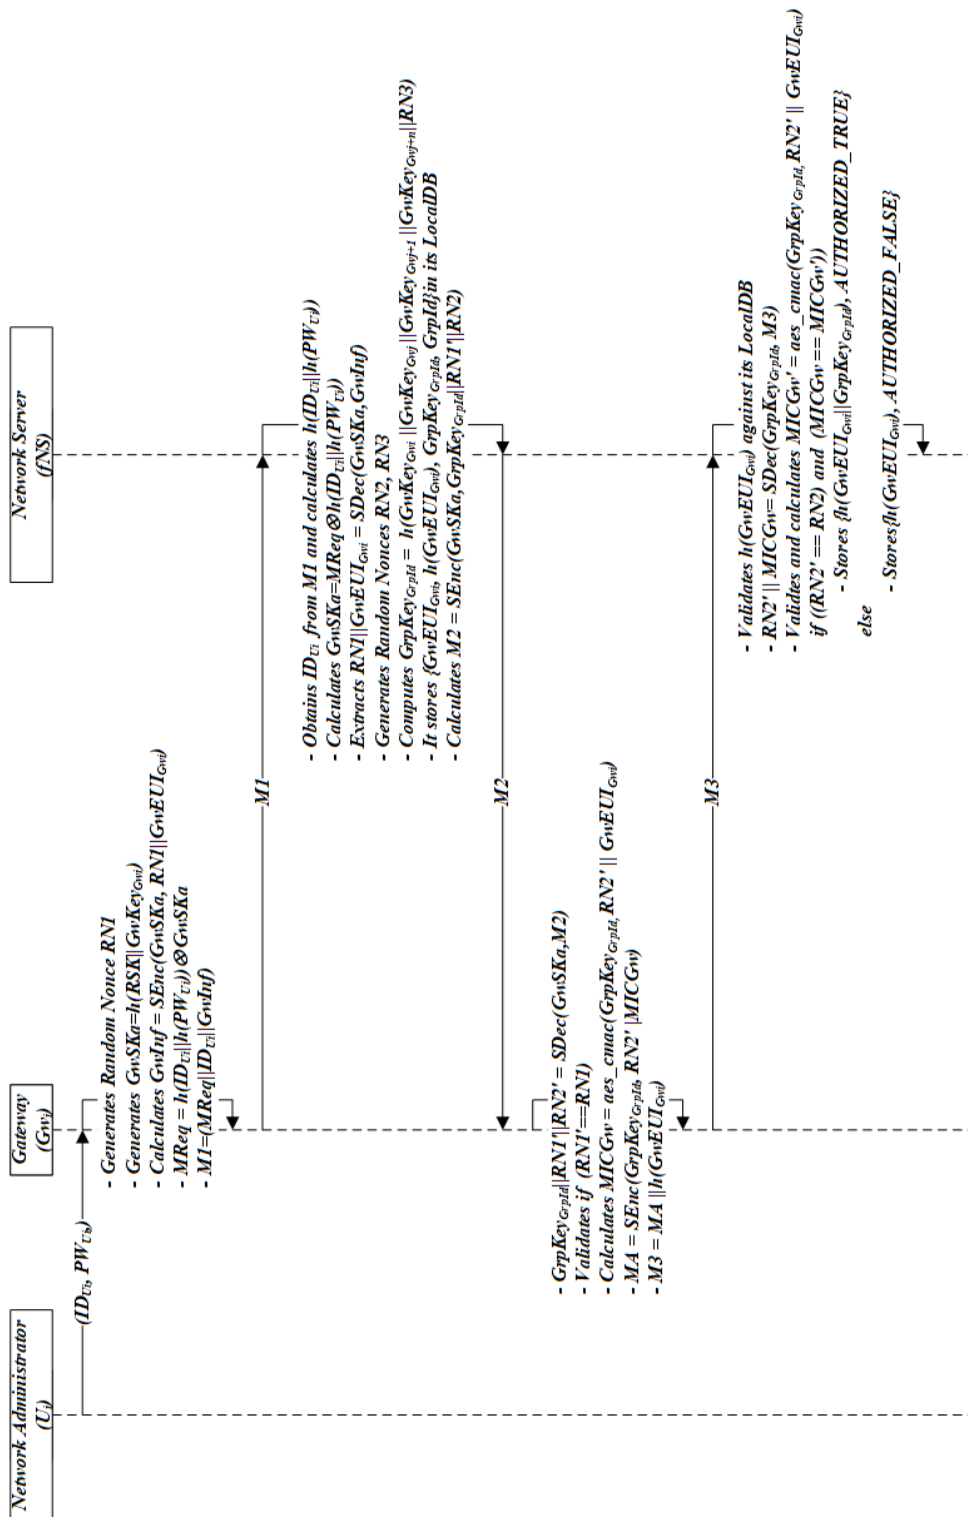 Network Administrator
(Ui)
Gateway
(Gwi)
Network Server
(fNS)
(IDUi, PWUi)
- Generates Random Nonce RN1
- Generates GwSKa=h(RSK||GwKeyGwi)
- Calculates GwInf = SEnc(GwSKa, RN1||GwEUIGwi)
- MReq = h(IDUi||h(PWUi))⊗GwSKa
- M1=(MReq||IDUi||GwInf)
M1
- Obtains IDUi from M1 and calculates h(IDUi||h(PWUi))
- Calculates GwSKa=MReq⊗h(IDUi||h(PWUi))
- Extracts RN1||GwEUIGwi = SDec(GwSKa,GwInf)
- Generates Random Nonces RN2, RN3
- Computes GrpKeyGrpId = h(GwKeyGwi ||GwKeyGwj ||GwKeyGwj+1 ||GwKeyGwj+n||RN3)
- It stores {GwEUIGwi, h(GwEUIGwi), GrpKeyGrpId, GrpId}in its LocalDB
- Calculates M2 = SEnc(GwSKa,GrpKeyGrpId||RN1'||RN2)
M2
- GrpKeyGrpId||RN1'||RN2' = SDec(GwSKa,M2)
- Validates if (RN1'==RN1)
- Calculates MICGw = aes_cmac(GrpKeyGrpId,RN2' || GwEUIGwi)
- MA = SEnc(GrpKeyGrpId, RN2' |MICGw)
- M3 = MA ||h(GwEUIGwi)
M3
- Validates h(GwEUIGwi) against its LocalDB
- RN2' || MICGw= SDec(GrpKeyGrpId, M3)
- Validtes and calculates MICGw' = aes_cmac(GrpKeyGrpId,RN2' || GwEUIGwi)
if ((RN2' == RN2) and (MICGw == MICGw'))
- Stores {h(GwEUIGwi||GrpKeyGrpId), AUTHORIZED_TRUE}
else
- Stores{h(GwEUIGwi), AUTHORIZED_FALSE}